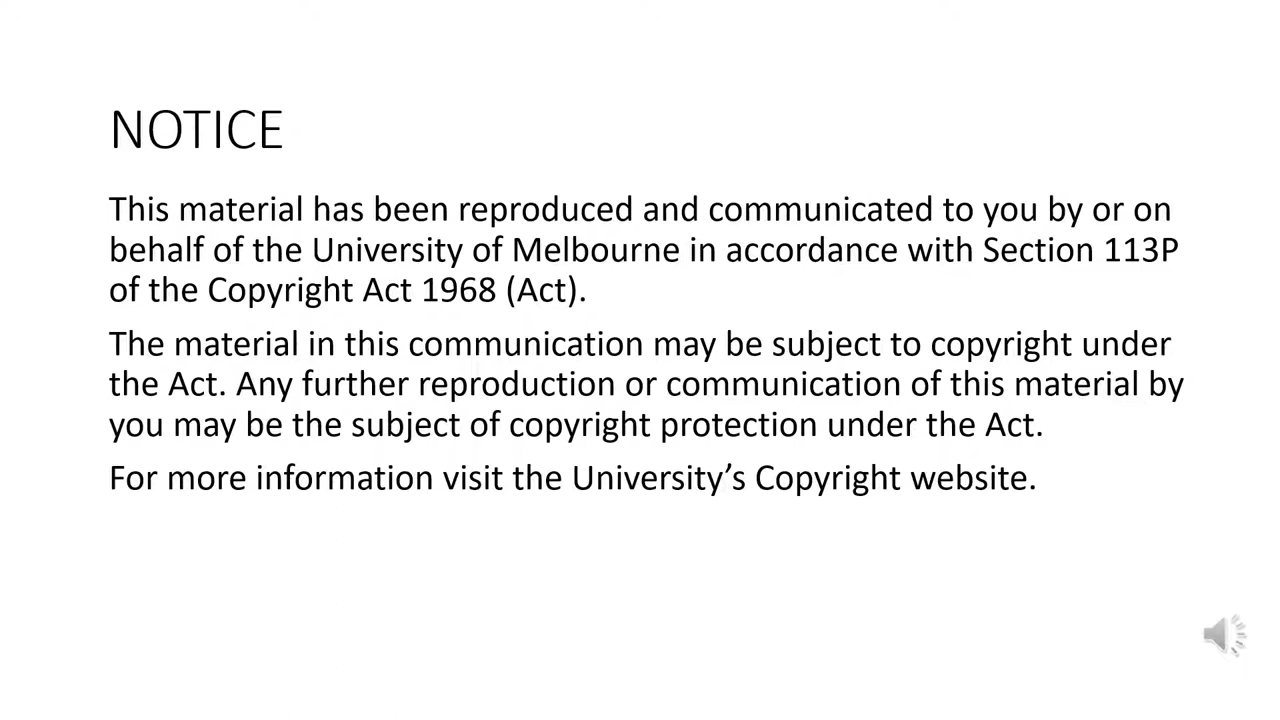 NOTICE
This material has been reproduced and communicated to you by or on
behalf of the University of Melbourne in accordance with Section 113P
of the Copyright Act 1968 (Act).
The material in this communication may be subject to copyright under
the Act. Any further reproduction or communication of this material by
you may be the subject of copyright protection under the Act.
For more information visit the University’s Copyright website.